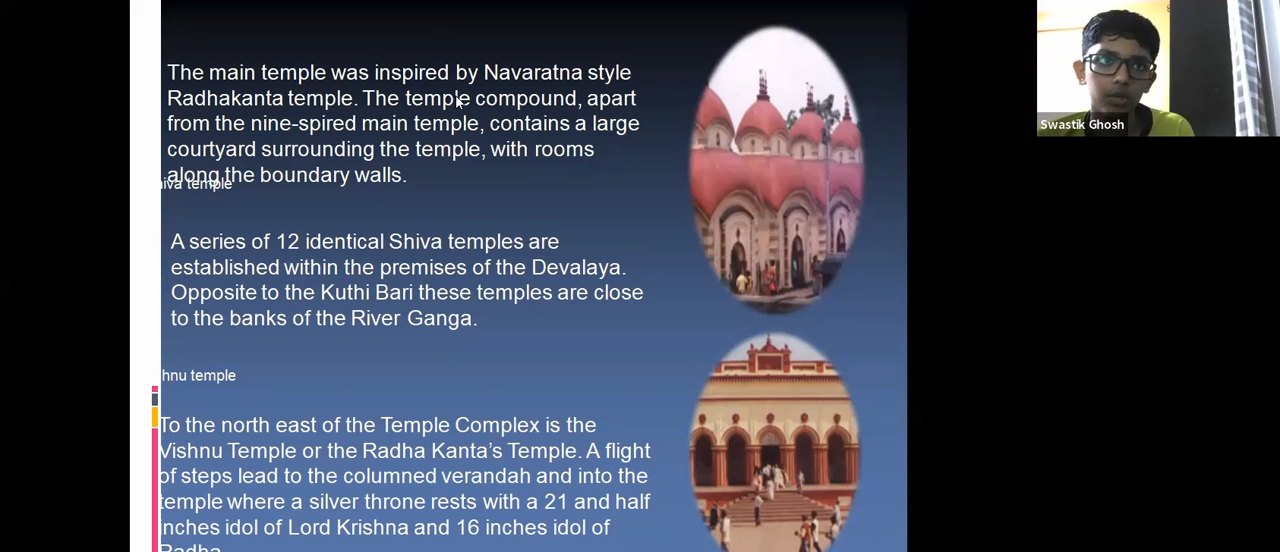 The main temple was inspired by Navaratna style
Radhakanta temple. The temple compound, apart
from the nine-spired main temple, contains a large
courtyard surrounding the temple, with rooms
along the boundary walls.
iva temple
A series of 12 identical Shiva temples are
established within the premises of the Devalaya.
Opposite to the Kuthi Bari these temples are close
to the banks of the River Ganga.
hnu temple
To the north east of the Temple Complex is the
Vishnu Temple or the Radha Kanta’s Temple. A flight
of steps lead to the columned verandah and into the
temple where a silver throne rests with a 21 and half
inches idol of Lord Krishna and 16 inches idol of
Radha
Swastik Ghosh